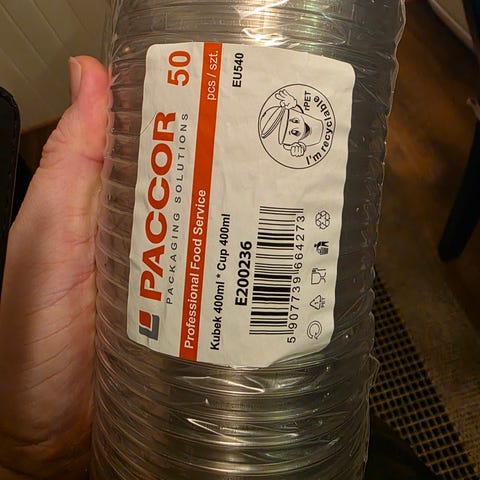 PACCOR
PACKAGING SOLUTIONS
50
pcs / szt.
Professional Food Service
EU540
Kubek 400ml * Cup 400ml
E200236
5 907739 664273
rPET
I'm recyclable!
PET